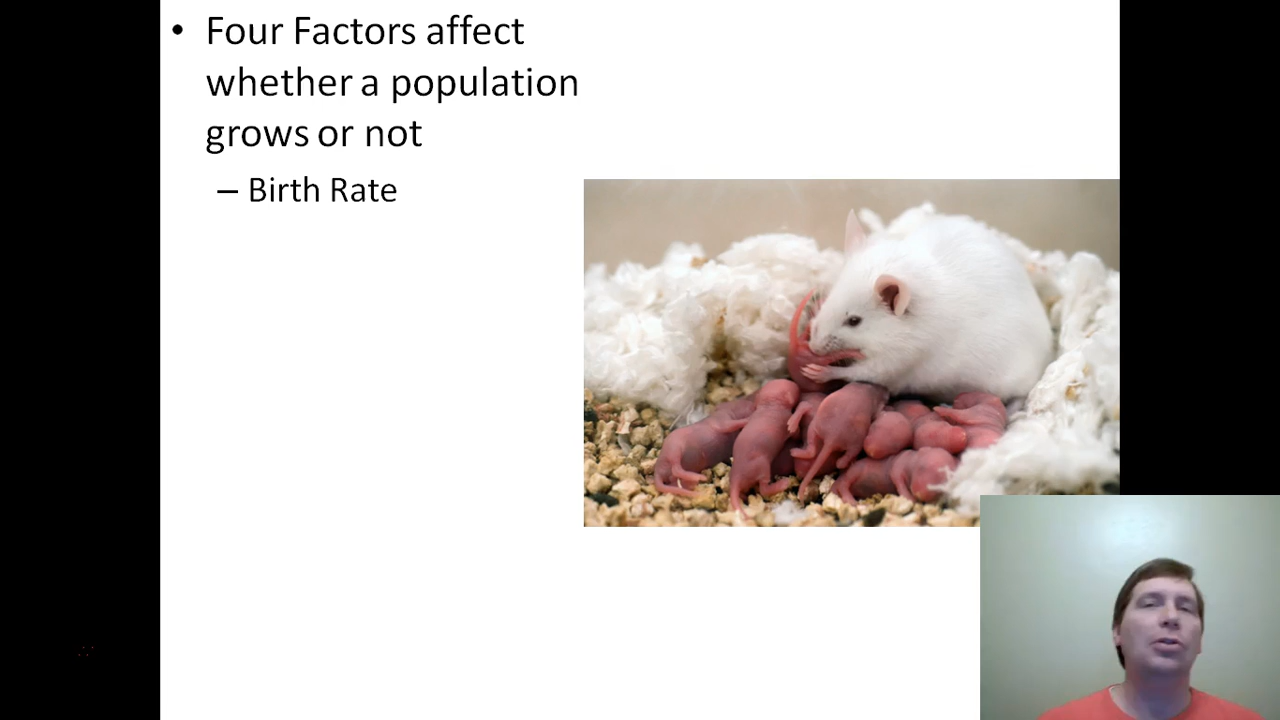 • Four Factors affect
whether a population
grows or not
– Birth Rate